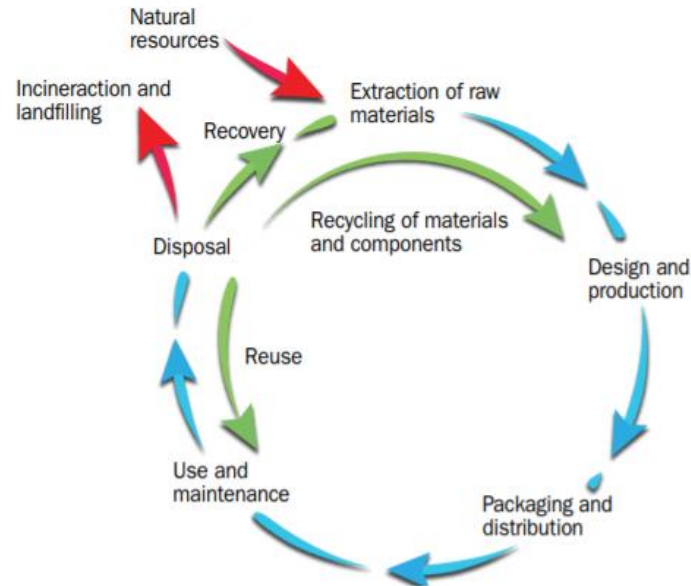 Natural
resources
Incineraction and
landfilling
Extraction of raw
materials
Recovery
Recycling of materials
and components
Disposal
Design and
production
Reuse
Use and
maintenance
Packaging and
distribution